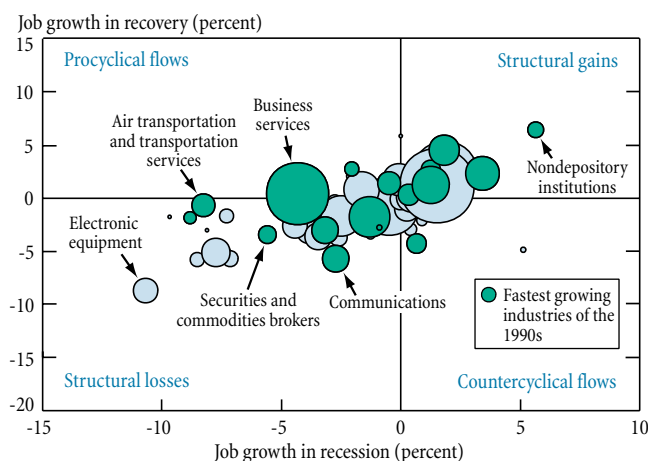 Job growth in recovery (percent)
15
10
5
0
-5
-10
-15
-20
Procyclical flows
Structural gains
Business
services
Air transportation
and transportation
services
Nondepository
institutions
Electronic
equipment
Securities and
commodities brokers
Communications
Fastest growing
industries of the
1990s
Structural losses
Countercyclical flows
-15
-10
-5
0
5
10
Job growth in recession (percent)